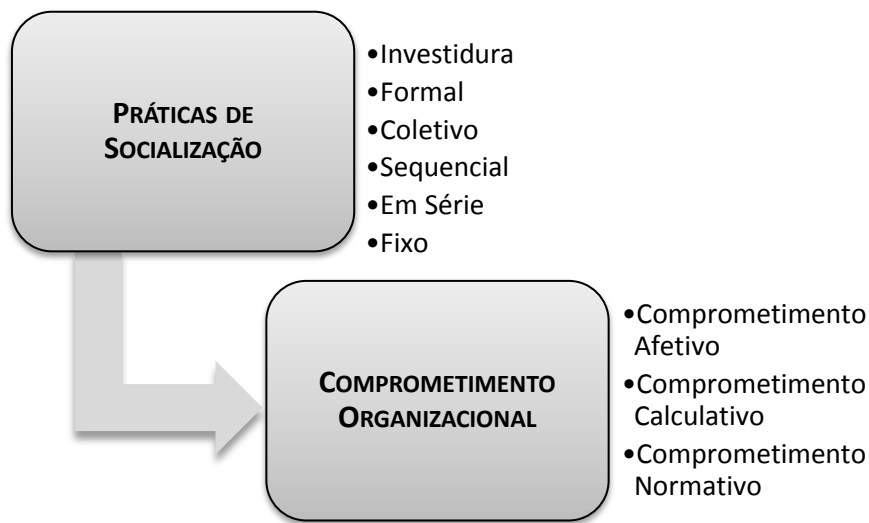 PRÁTICAS DE
SOCIALIZAÇÃO
•Investidura
•Formal
•Coletivo
•Sequencial
•Em Série
•Fixo
COMPROMETIMENTO
ORGANIZACIONAL
•Comprometimento
Afetivo
•Comprometimento
Calculativo
•Comprometimento
Normativo